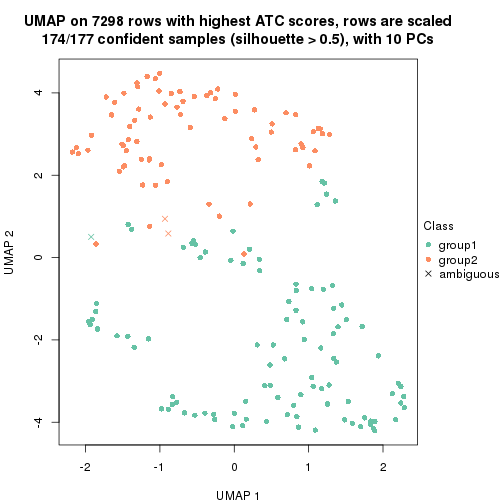 UMAP on 7298 rows with highest ATC scores, rows are scaled
174/177 confident samples (silhouette > 0.5), with 10 PCs
4
2
0
-2
-4
UMAP 2
-2
-1
0
1
2
UMAP 1
Class
group1
group2
ambiguous